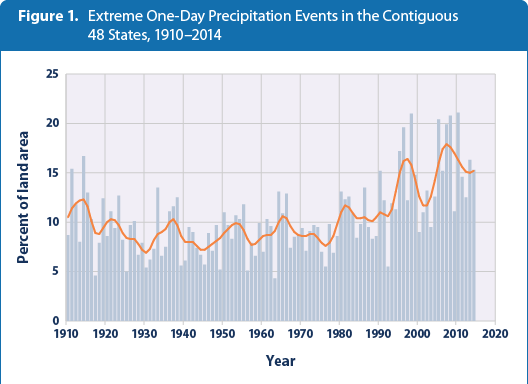 Figure 1. Extreme One-Day Precipitation Events in the Contiguous
48 States, 1910–2014
25
20
15
10
5
0
Percent of land area
1910 1920 1930 1940 1950 1960 1970 1980 1990 2000 2010 2020
Year